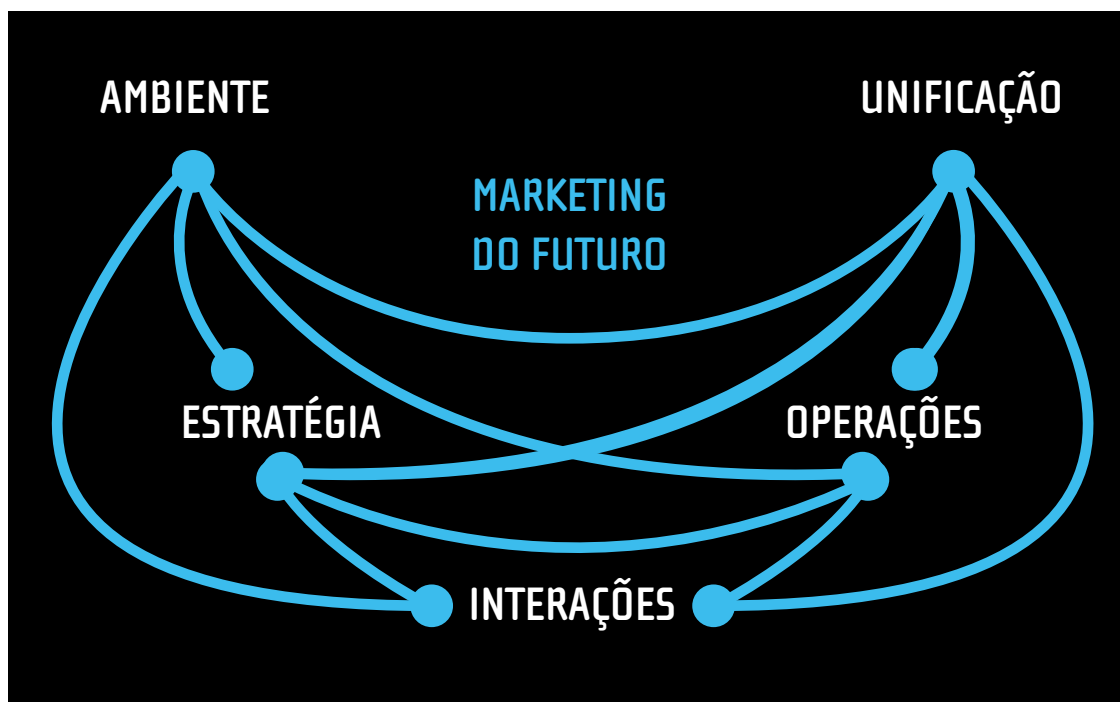 AMBIENTE
UNIFICAÇÃO
MARKETING
DO FUTURO
ESTRATÉGIA
OPERAÇÕES
INTERAÇÕES